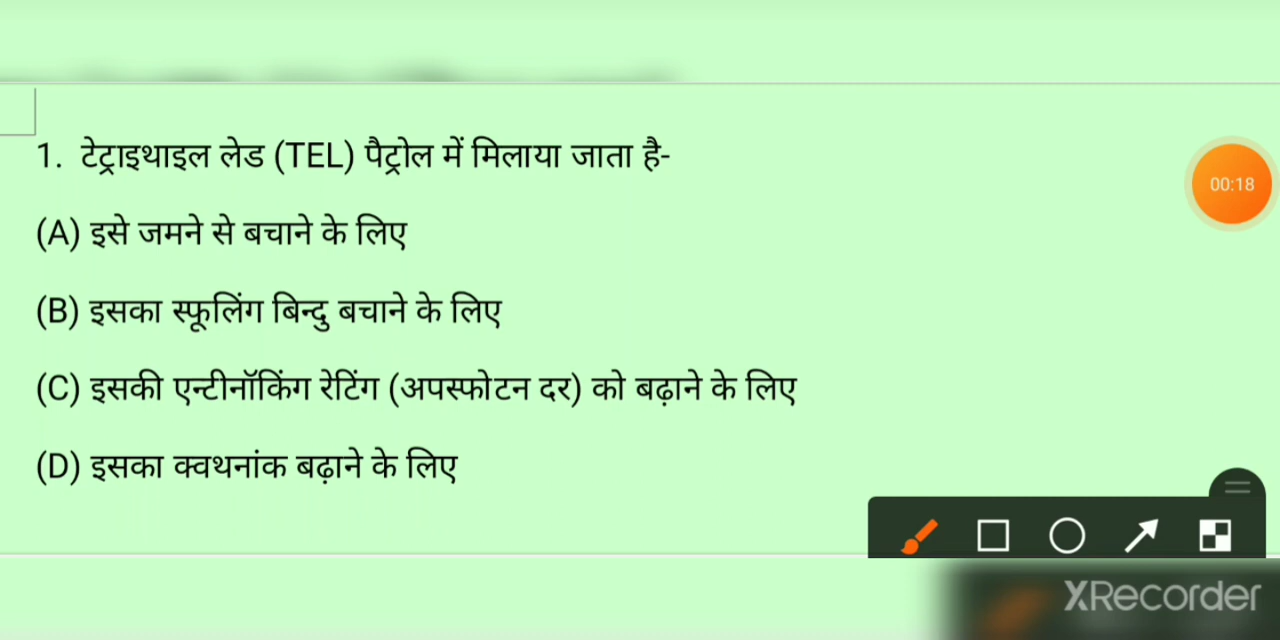 1. टेट्राइथाइल लेड (TEL) पैट्रोल में मिलाया जाता है-
00:18
(A) इसे जमने से बचाने के लिए
(B) इसका स्फूलिंग बिन्दु बचाने के लिए
(C) इसकी एन्टीनॉकिंग रेटिंग (अपस्फोटन दर) को बढ़ाने के लिए
(D) इसका क्वथनांक बढ़ाने के लिए
XRecorder